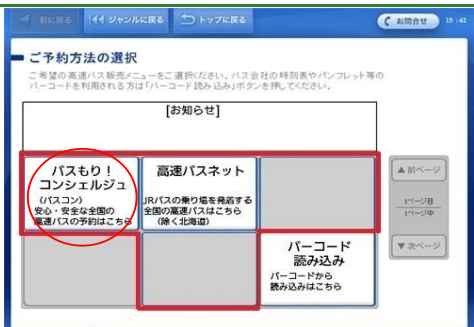 前に戻る ジャンルに戻る トップに戻る お問合せ 15:43
ご予約方法の選択
ご希望の高速バス販売メニューをご選択ください。バス会社の時刻表やパンフレット等の
バーコードを利用される方は「バーコード読み込み」ボタンを押してください。
[お知らせ]
バスもり！
コンシェルジュ
(バスコン)
安心・安全な全国の
高速バスの予約はこちら
高速バスネット
JRバスの乗り場を発着する
全国の高速バスはこちら
(除く北海道)
▲前ページ
1ページ目
1ページ中
▼次ページ
バーコード
読み込み
バーコードから
読み込みはこちら